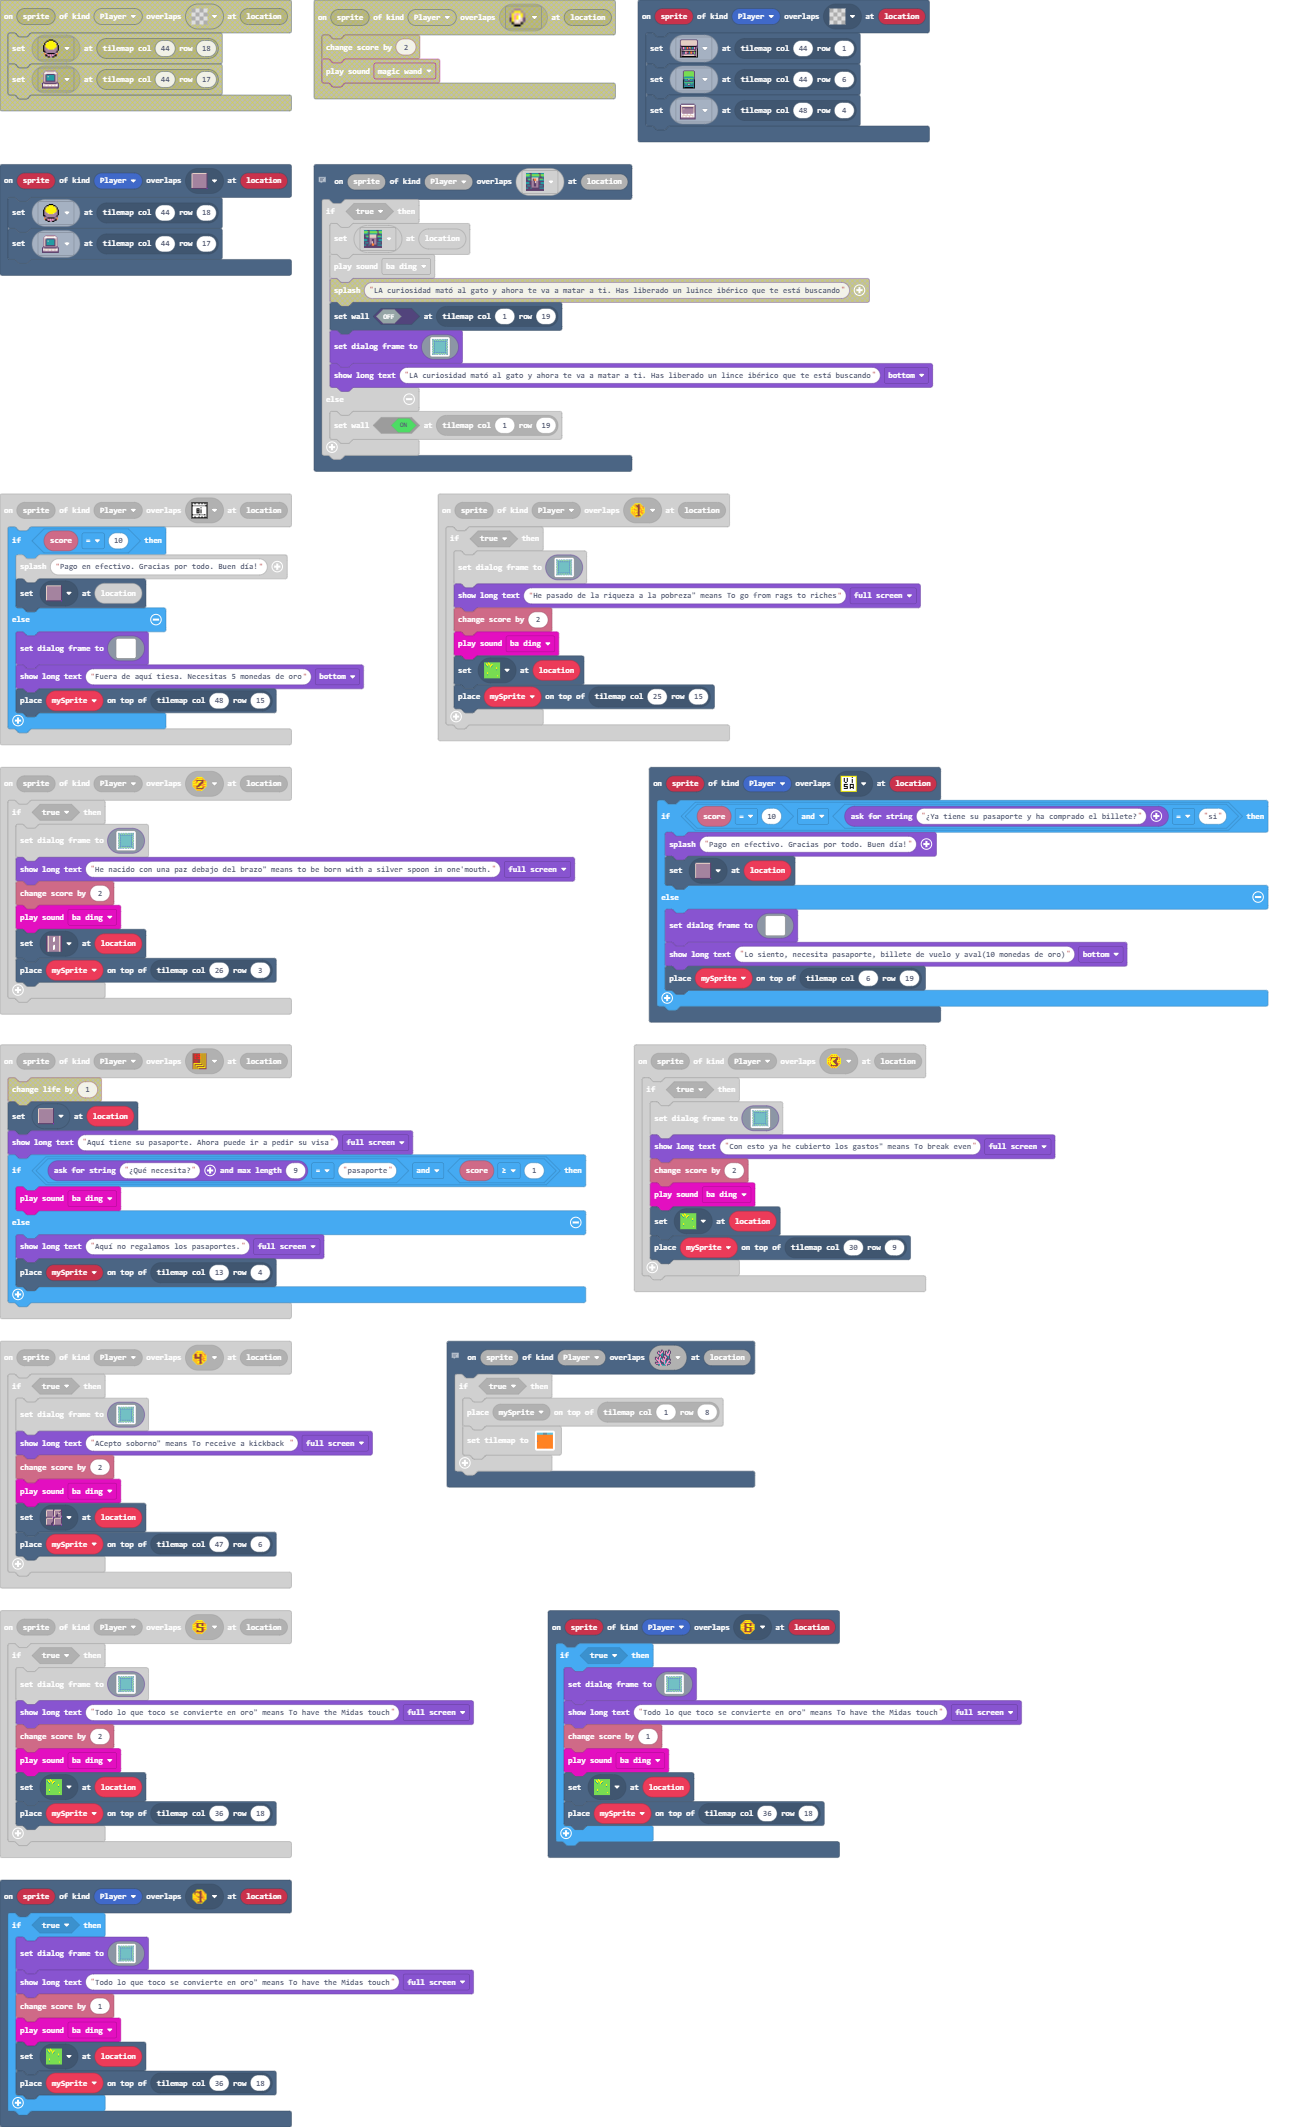 on sprite of kind Player overlaps at location
set at tilemap col 44 row 18
set at tilemap col 44 row 17
on sprite of kind Player overlaps at location
change score by 2
play sound magic wand
on sprite of kind Player overlaps at location
set at tilemap col 44 row 1
set at tilemap col 44 row 6
set at tilemap col 48 row 4
on sprite of kind Player overlaps at location
set at tilemap col 44 row 18
set at tilemap col 44 row 17
on sprite of kind Player overlaps at location
if true then
set at location
play sound ba ding
splash "LA curiosidad mató al gato y ahora te va a matar a ti. Has liberado un luince ibérico que te está buscando"
set wall OFF at tilemap col 1 row 19
set dialog frame to
show long text "LA curiosidad mató al gato y ahora te va a matar a ti. Has liberado un lince ibérico que te está buscando" bottom
else
set wall ON at tilemap col 1 row 19
on sprite of kind Player overlaps at location
if score = 10 then
splash "Pago en efectivo. Gracias por todo. Buen día!"
set at location
else
set dialog frame to
show long text "Fuera de aquí tiesa. Necesitas 5 monedas de oro" bottom
place mySprite on top of tilemap col 48 row 15
on sprite of kind Player overlaps 1 at location
if true then
set dialog frame to
show long text "He pasado de la riqueza a la pobreza" means To go from rags to riches" full screen
change score by 2
play sound ba ding
set at location
place mySprite on top of tilemap col 25 row 15
on sprite of kind Player overlaps 2 at location
if true then
set dialog frame to
show long text "He nacido con una paz debajo del brazo" means to be born with a silver spoon in one'mouth." full screen
change score by 2
play sound ba ding
set at location
place mySprite on top of tilemap col 26 row 3
on sprite of kind Player overlaps VISA at location
if score = 10 and ask for string "¿Ya tiene su pasaporte y ha comprado el billete?" = "si" then
splash "Pago en efectivo. Gracias por todo. Buen día!"
set at location
else
set dialog frame to
show long text "Lo siento, necesita pasaporte, billete de vuelo y aval(10 monedas de oro)" bottom
place mySprite on top of tilemap col 6 row 19
on sprite of kind Player overlaps at location
change life by 1
set at location
show long text "Aquí tiene su pasaporte. Ahora puede ir a pedir su visa" full screen
if ask for string "¿Qué necesita?" and max length 9 = "pasaporte" and score ≥ 1 then
play sound ba ding
else
show long text "Aquí no regalamos los pasaportes." full screen
place mySprite on top of tilemap col 13 row 4
on sprite of kind Player overlaps 3 at location
if true then
set dialog frame to
show long text "Con esto ya he cubierto los gastos" means To break even" full screen
change score by 2
play sound ba ding
set at location
place mySprite on top of tilemap col 30 row 9
on sprite of kind Player overlaps 4 at location
if true then
set dialog frame to
show long text "ACepto soborno" means To receive a kickback " full screen
change score by 2
play sound ba ding
set at location
place mySprite on top of tilemap col 47 row 6
on sprite of kind Player overlaps at location
if true then
place mySprite on top of tilemap col 1 row 8
set tilemap to
on sprite of kind Player overlaps 5 at location
if true then
set dialog frame to
show long text "Todo lo que toco se convierte en oro" means To have the Midas touch" full screen
change score by 2
play sound ba ding
set at location
place mySprite on top of tilemap col 36 row 18
on sprite of kind Player overlaps 6 at location
if true then
set dialog frame to
show long text "Todo lo que toco se convierte en oro" means To have the Midas touch" full screen
change score by 1
play sound ba ding
set at location
place mySprite on top of tilemap col 36 row 18
on sprite of kind Player overlaps 1 at location
if true then
set dialog frame to
show long text "Todo lo que toco se convierte en oro" means To have the Midas touch" full screen
change score by 1
play sound ba ding
set at location
place mySprite on top of tilemap col 36 row 18